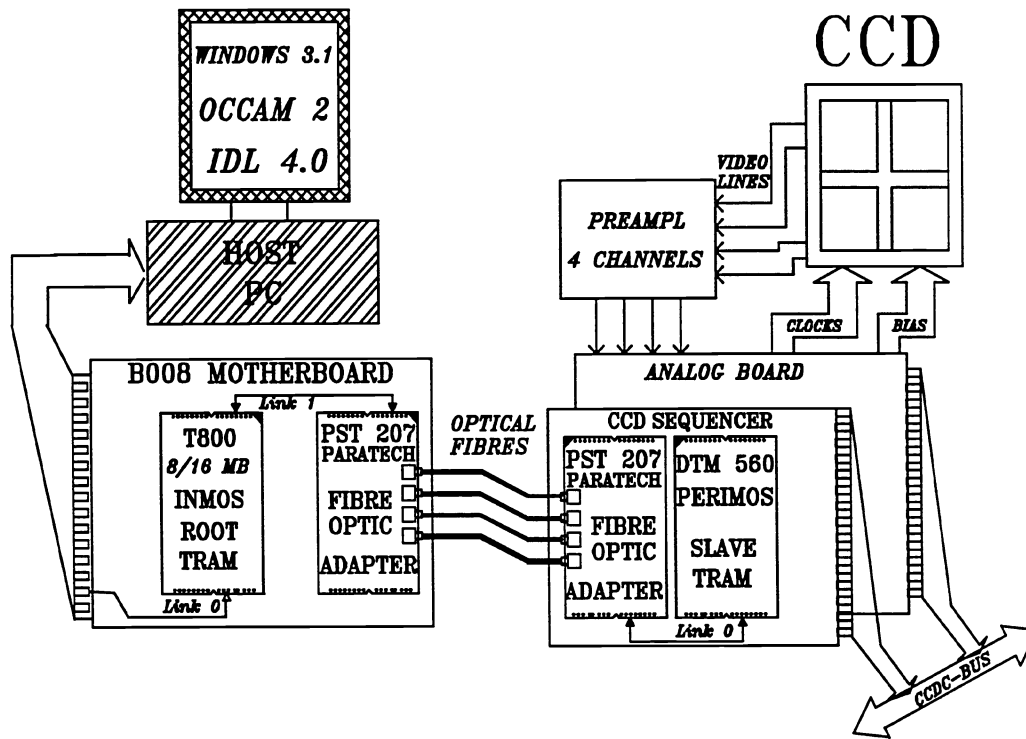 WINDOWS 3.1
OCCAM 2
IDL 4.0
HOST
PC
CCD
VIDEO
LINES
PREAMPL
4 CHANNELS
CLOCKS
BIAS
B008 MOTHERBOARD
Link 1
T800
8/16 MB
INMOS
ROOT
TRAM
Link 0
PST 207
PARATECH
FIBRE
OPTIC
ADAPTER
OPTICAL
FIBRES
ANALOG BOARD
CCD SEQUENCER
PST 207
PARATECH
FIBRE
OPTIC
ADAPTER
DTM 560
PERIMOS
SLAVE
TRAM
Link 0
CCDC-BUS